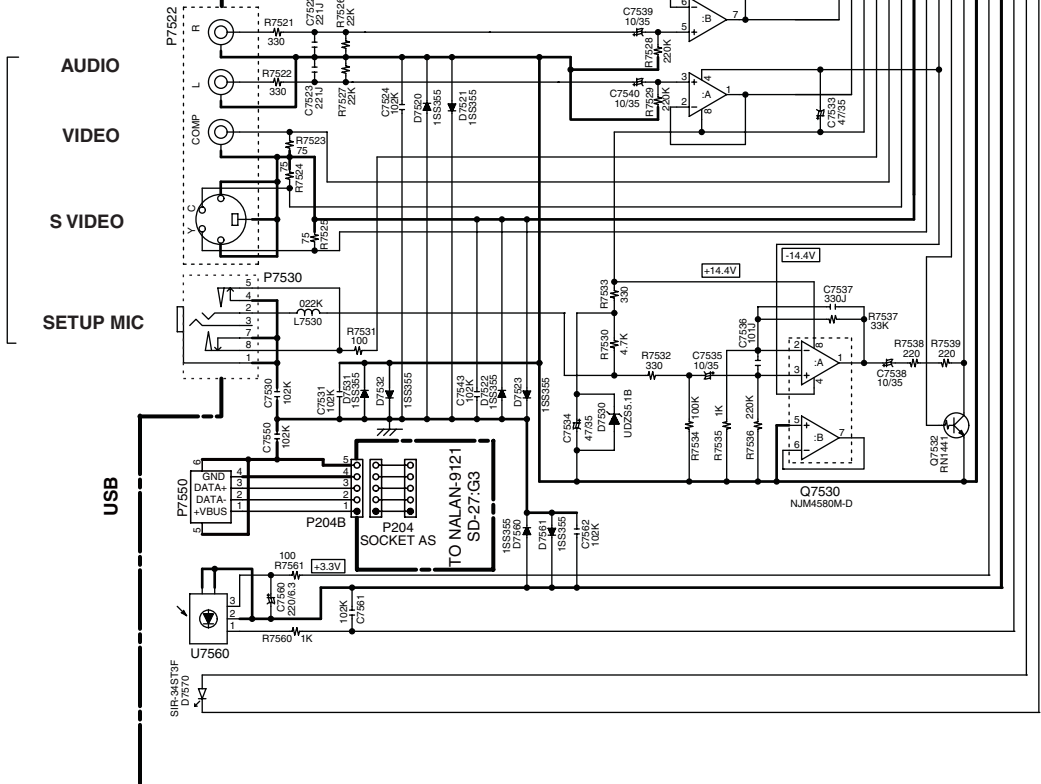 P7522
R
L
COMP
C
Y
AUDIO
VIDEO
S VIDEO
SETUP MIC
USB
R7521
330
221J
R7526
22K
R7522
330
C7523
221J
R7527
22K
C7524
102K
D7520
1SS355
D7521
1SS355
R7523
75
75
R7524
75
R7525
C7539
10/35
R7528
220K
6
5
:B
7
C7540
10/35
R7529
220K
3
2
4
:A
8
1
C7533
47/35
-14.4V
+14.4V
P7530
5
4
2
3
7
8
1
022K
L7530
R7531
100
R7533
330
R7530
4.7K
R7532
330
C7535
10/35
C7536
101J
C7537
330J
R7537
33K
2
3
8
:A
4
1
C7538
10/35
R7538
220
R7539
220
C7530
102K
C7550
102K
C7531
102K
D7531
1SS355
D7532
1SS355
C7543
102K
D7522
1SS355
D7523
1SS355
C7534
47/35
D7530
UDZS5.1B
R7534
100K
R7535
1K
R7536
220K
5
6
:B
7
Q7532
RN1441
Q7530
NJM4580M-D
P7550
6
GND
4
DATA+
3
DATA-
2
+VBUS
1
5
5
4
3
2
1
P204B
P204
SOCKET AS
TO NALAN-9121
SD-27:G3
1SS355
D7560
D7561
1SS355
C7562
102K
100
R7561
+3.3V
C7560
220/6.3
3
2
1
102K
C7561
R7560
1K
U7560
SIR-34ST3F
D7570